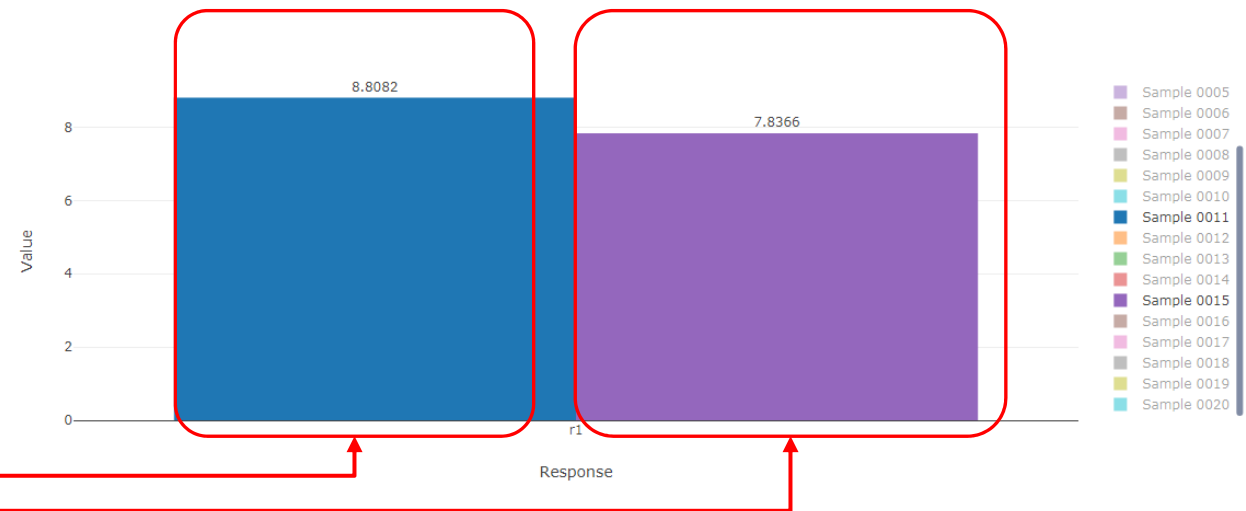 8.8082
7.8366
8
6
4
2
0
Value
r1
Response
Sample 0005
Sample 0006
Sample 0007
Sample 0008
Sample 0009
Sample 0010
Sample 0011
Sample 0012
Sample 0013
Sample 0014
Sample 0015
Sample 0016
Sample 0017
Sample 0018
Sample 0019
Sample 0020